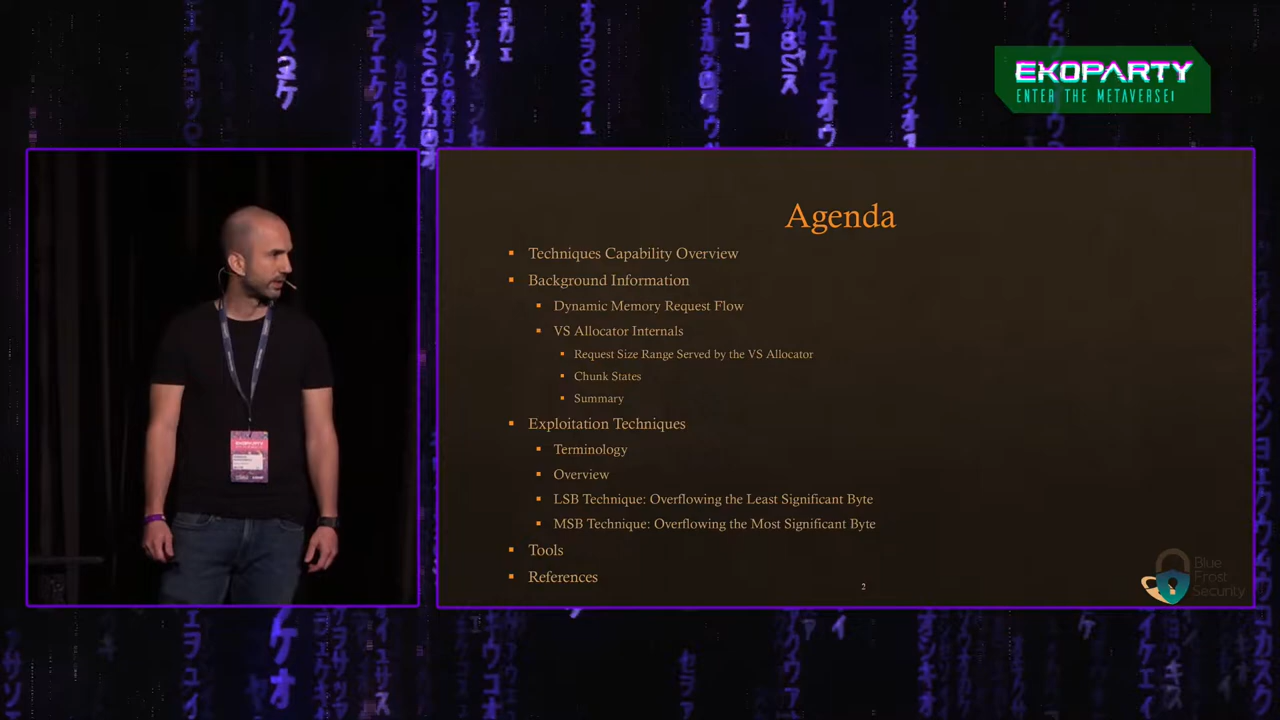 EKOPARTY
ENTER THE METAVERSE!
Agenda
Techniques Capability Overview
Background Information
Dynamic Memory Request Flow
VS Allocator Internals
Request Size Range Served by the VS Allocator
Chunk States
Summary
Exploitation Techniques
Terminology
Overview
LSB Technique: Overflowing the Least Significant Byte
MSB Technique: Overflowing the Most Significant Byte
Tools
References
2
Blue
Frost
Security